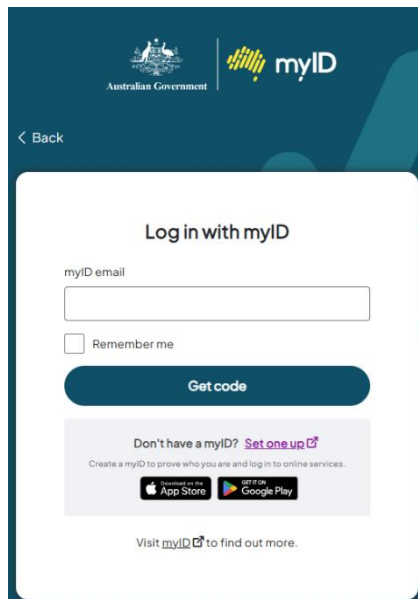 Australian Government
myID
Back
Log in with myID
myID email
Remember me
Get code
Don't have a myID? Set one up
Create a myID to prove who you are and log in to online services.
Download on the App Store
GET IT ON Google Play
Visit myID to find out more.